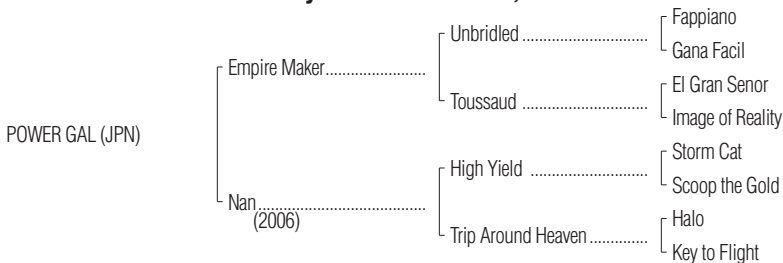 Fappiano
Unbridled ................................
Gana Facil
Empire Maker.........................
El Gran Senor
Toussaud ................................
Image of Reality
POWER GAL (JPN)
Storm Cat
High Yield ..............................
Scoop the Gold
Nan..........................................
(2006)
Halo
Trip Around Heaven...............
Key to Flight